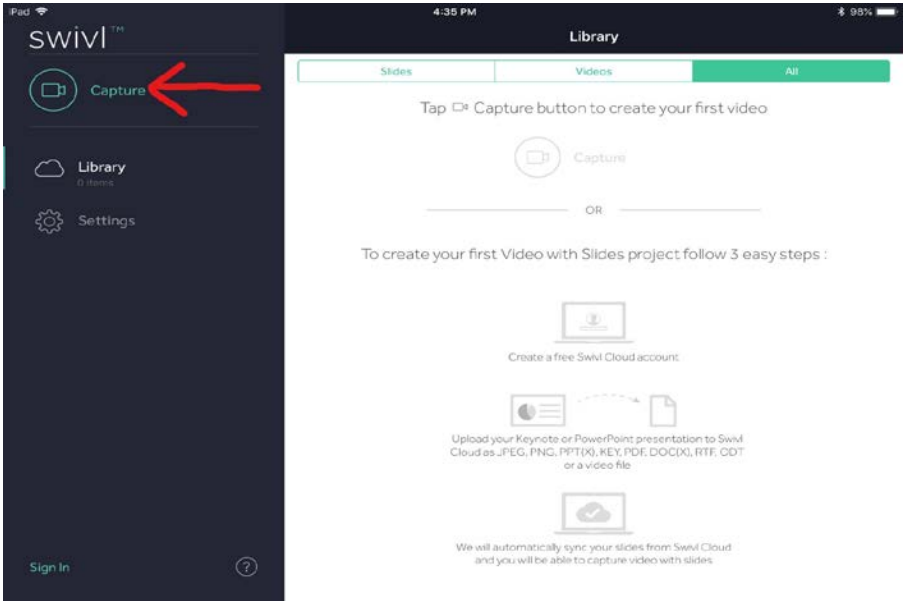 iPad 4:35 PM 98%
swivl™
Capture
Library
0 items
Settings
Sign In
?
Library
Slides Videos All
Tap Capture button to create your first video
Capture
OR
To create your first Video with Slides project follow 3 easy steps :
Create a free Swivl Cloud account
Upload your Keynote or PowerPoint presentation to Swivl
Cloud as JPEG, PNG, PPT(X), KEY, PDF, DOC(X), RTF, ODT
or a video file
We will automatically sync your slides from Swivl Cloud
and you will be able to capture video with slides